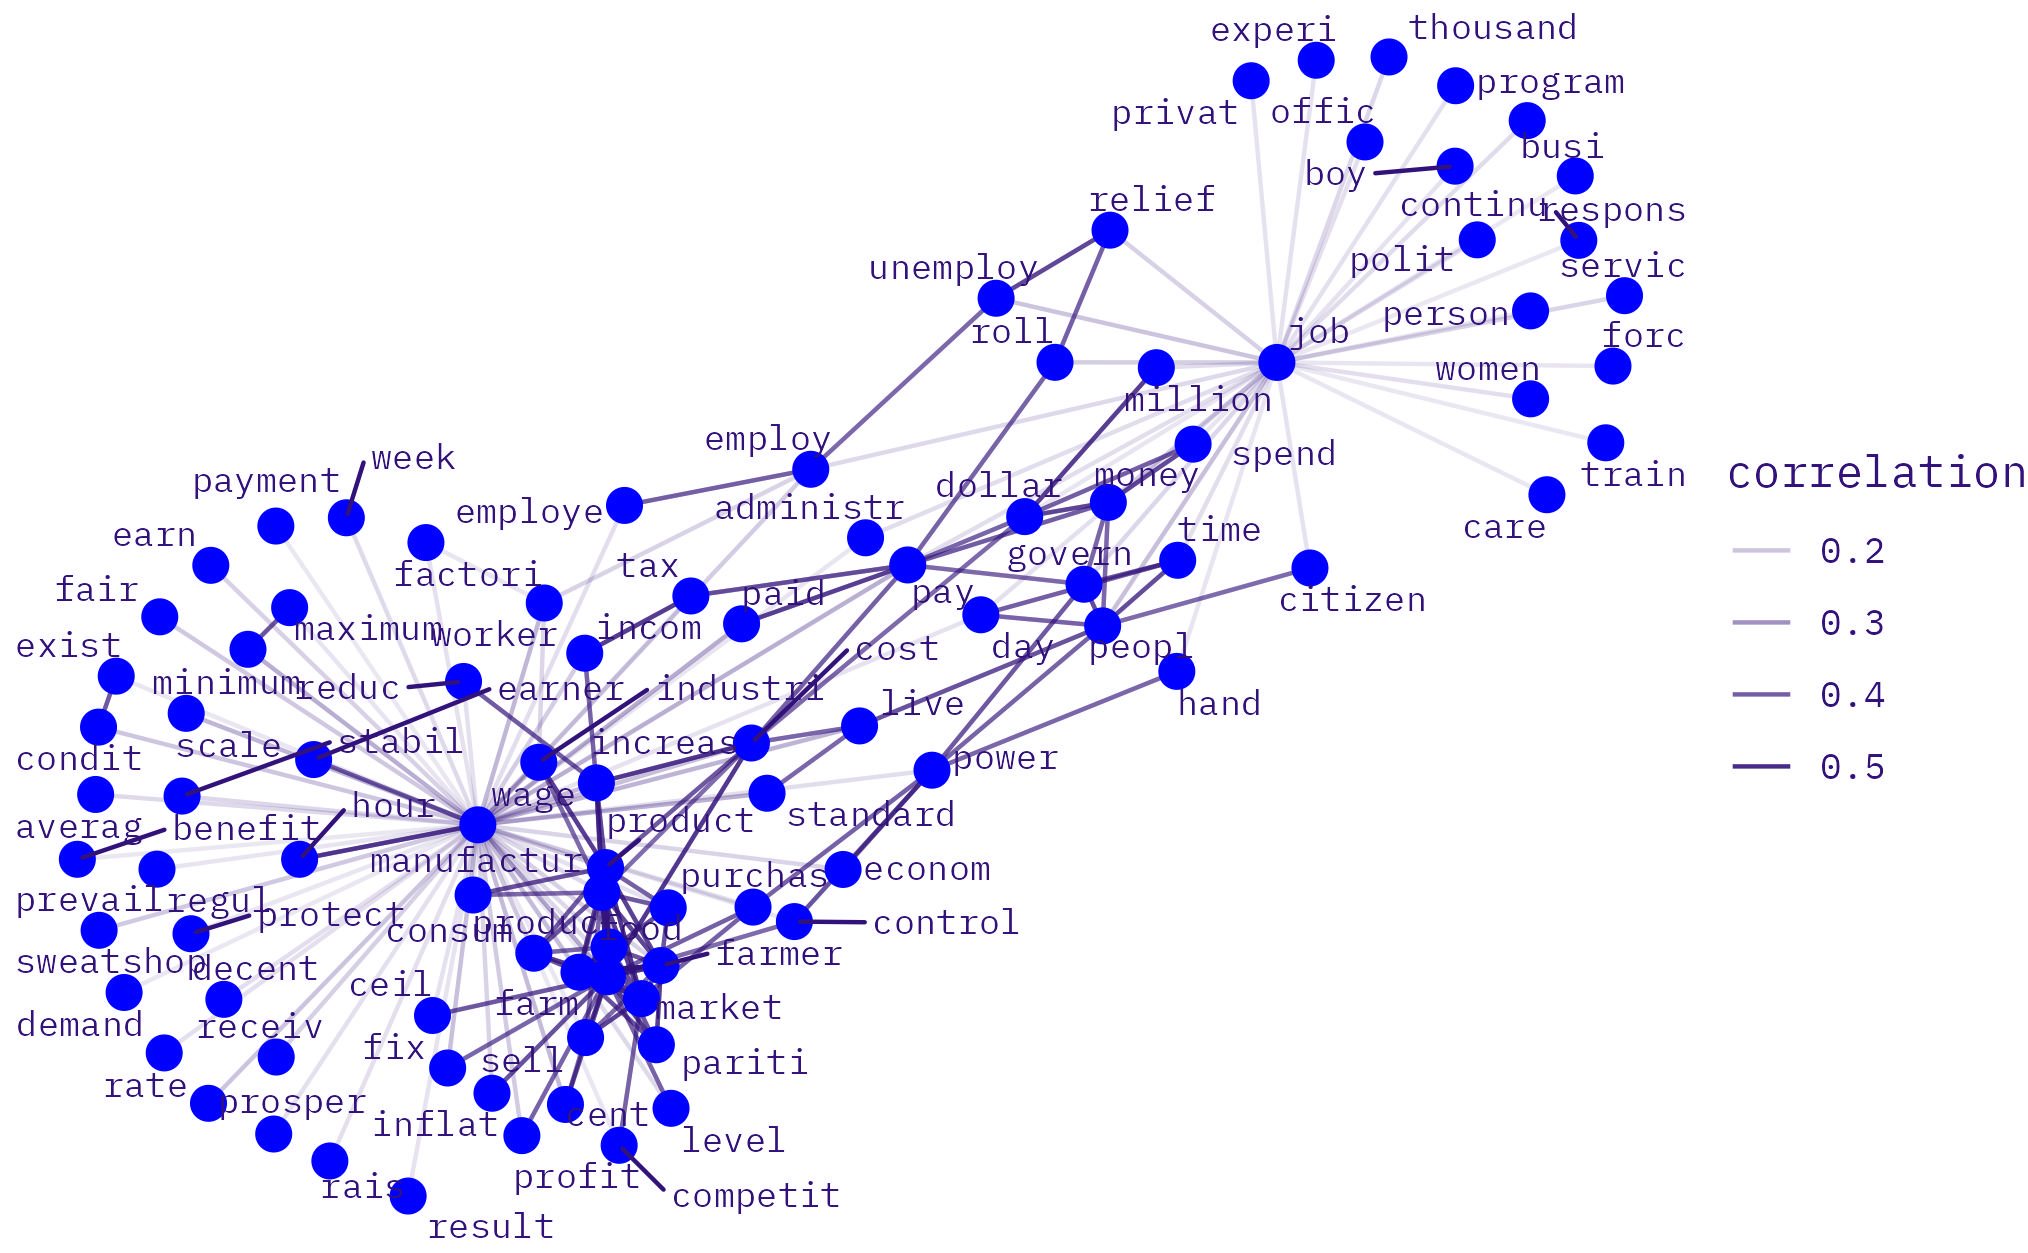 experi
thousand
program
privat
offic
busi
boy
relief
continu
respons
unemploy
polit
servic
roll
person
job
forc
women
million
week
employ
spend
correlation
payment
dollar
money
train
earn
employe
administr
time
care
0.2
fair
factori
tax
govern
citizen
exist
maximum
worker
incom
paid
pay
0.3
minimum
reduc
earner
industri
cost
day
peopl
condit
scale
stabil
increas
live
hand
0.4
averag
benefit
hour
wage
product
standard
power
0.5
manufactur
purchas
econom
prevail
regul
protect
consum
produc
food
control
sweatshop
decent
farmer
ceil
farm
market
demand
receiv
fix
sell
pariti
rate
prosper
inflat
cent
level
rais
profit
competit
result